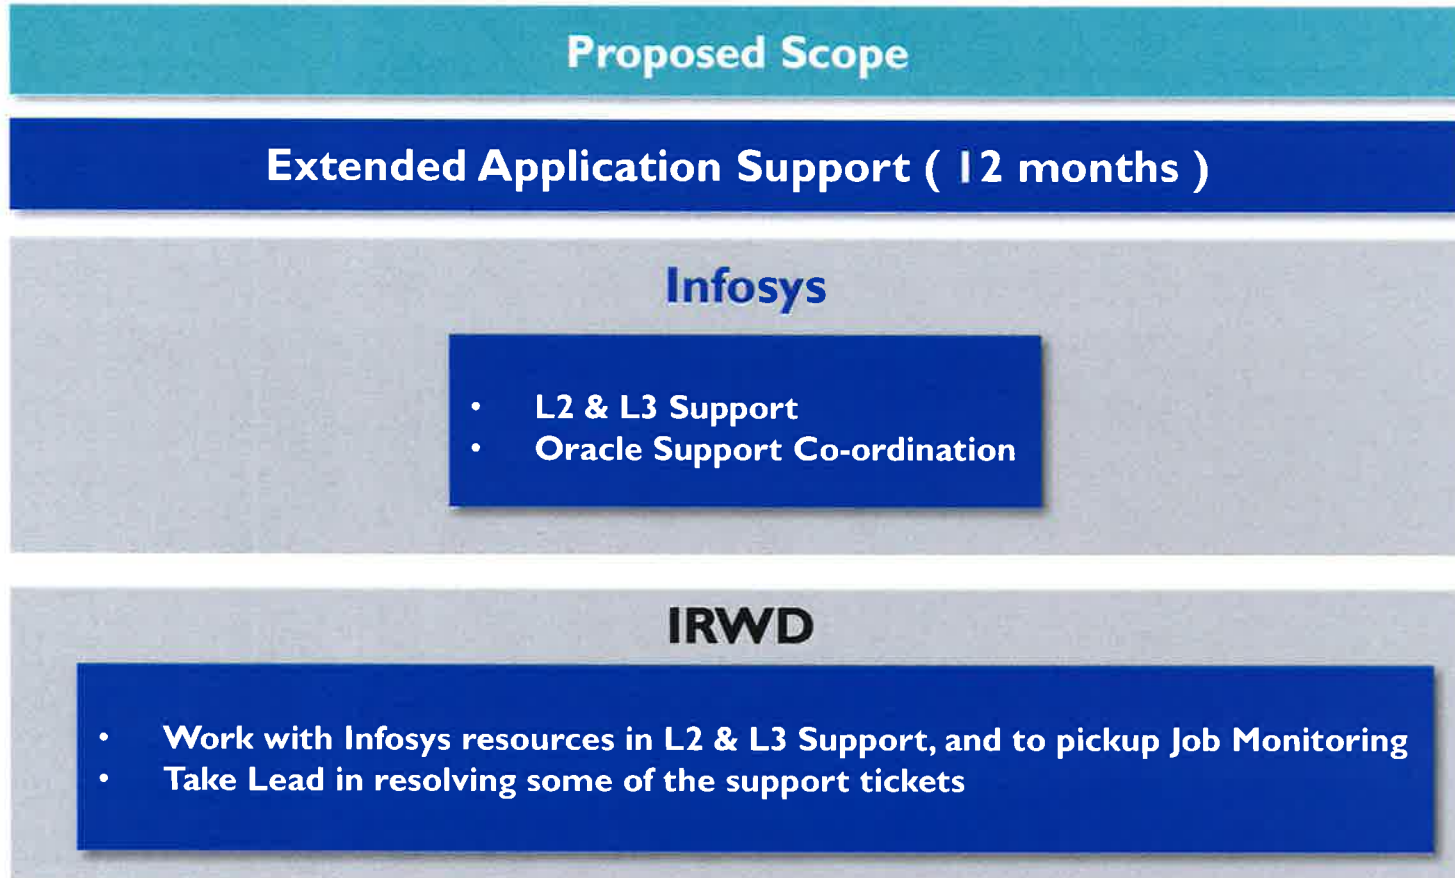 Proposed Scope
Extended Application Support ( 12 months )
Infosys
• L2 & L3 Support
• Oracle Support Co-ordination
IRWD
• Work with Infosys resources in L2 & L3 Support, and to pickup Job Monitoring
• Take Lead in resolving some of the support tickets